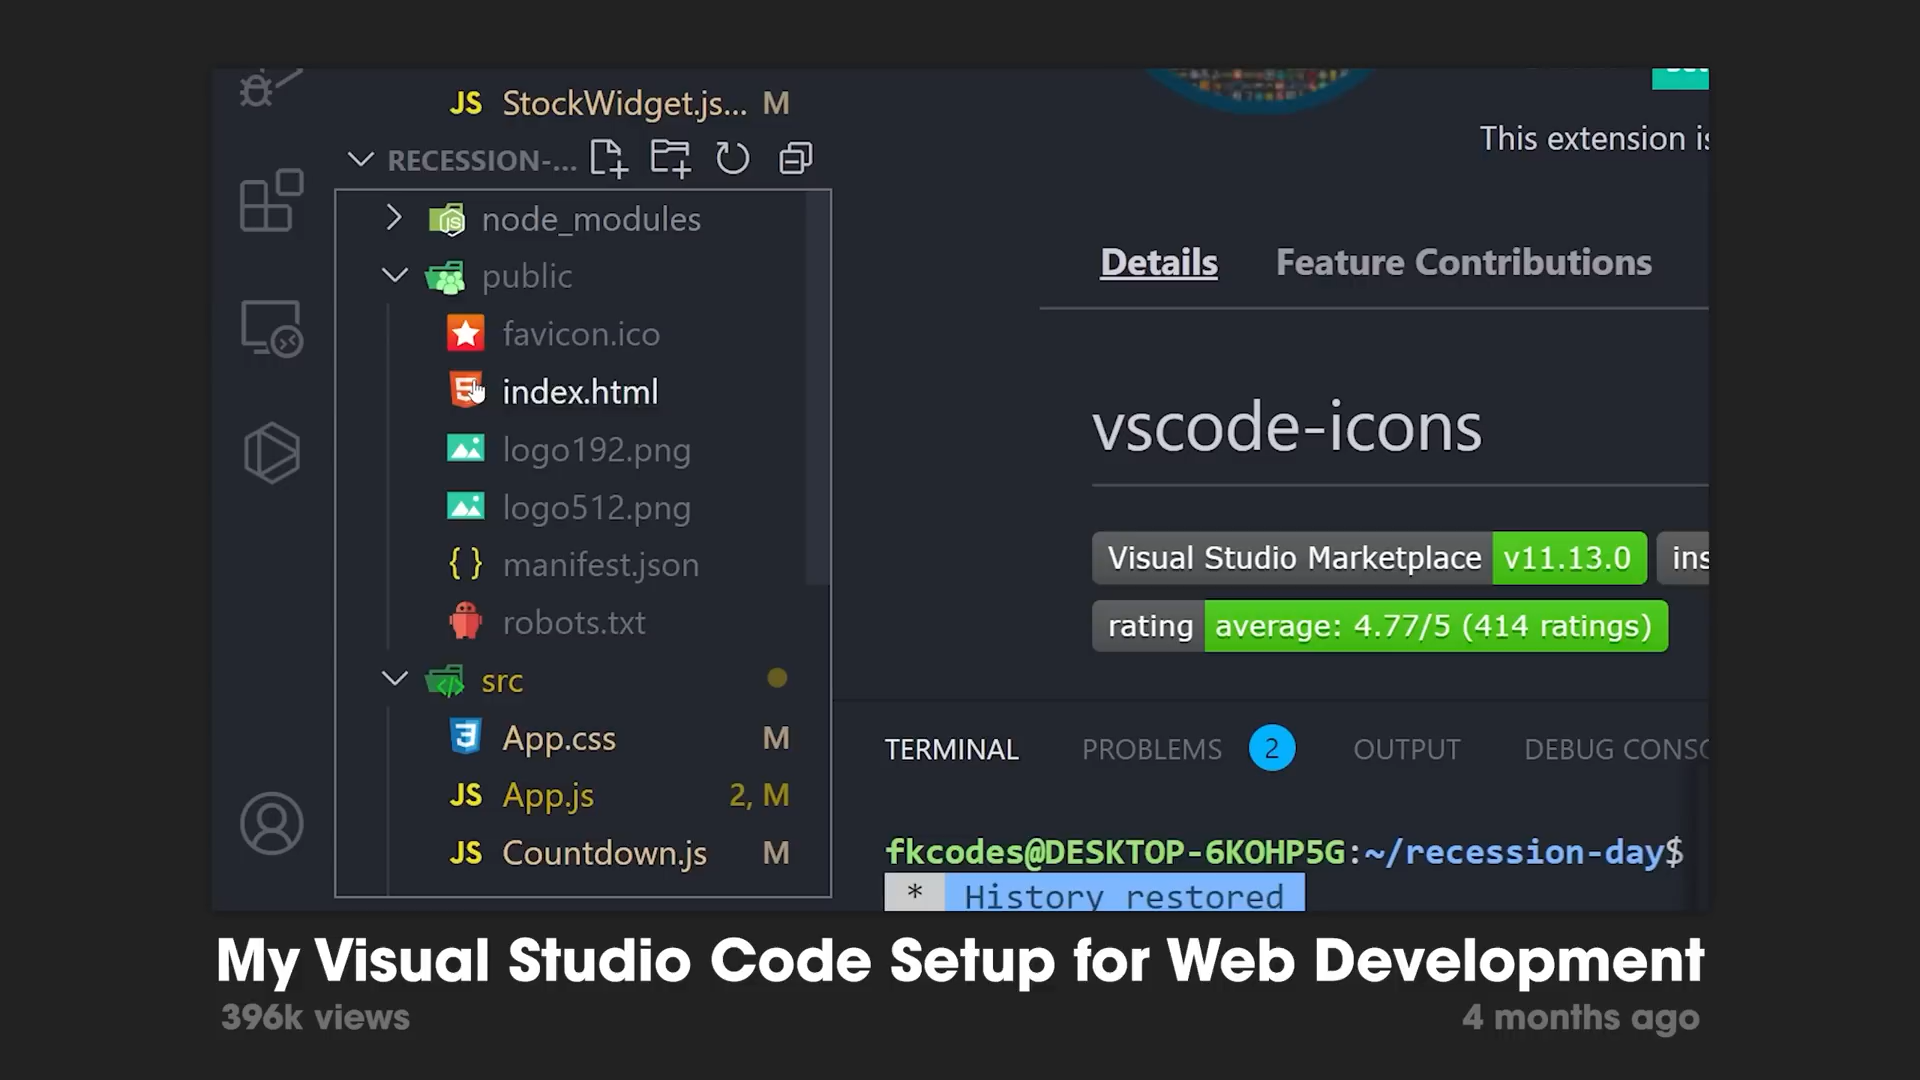 JS StockWidget.js... M
RECESSION-...
node_modules
public
favicon.ico
index.html
logo192.png
logo512.png
{ } manifest.json
robots.txt
src
App.css M
JS App.js 2, M
JS Countdown.js M
This extension is
Details Feature Contributions
vscode-icons
Visual Studio Marketplace v11.13.0 ins
rating average: 4.77/5 (414 ratings)
TERMINAL PROBLEMS 2 OUTPUT DEBUG CONSO
fkcodes@DESKTOP-6KOHP5G:~/recession-day$
* History restored
My Visual Studio Code Setup for Web Development
396k views
4 months ago